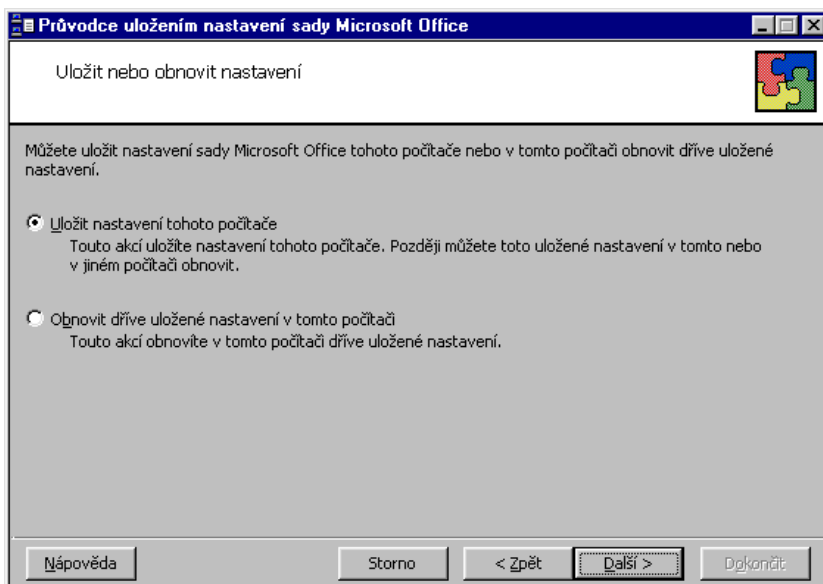 Průvodce uložením nastavení sady Microsoft Office
Uložit nebo obnovit nastavení
Můžete uložit nastavení sady Microsoft Office tohoto počítače nebo v tomto počítači obnovit dříve uložené
nastavení.
Uložit nastavení tohoto počítače
Touto akcí uložíte nastavení tohoto počítače. Později můžete toto uložené nastavení v tomto nebo
v jiném počítači obnovit.
Obnovit dříve uložené nastavení v tomto počítači
Touto akcí obnovíte v tomto počítači dříve uložené nastavení.
Nápověda Storno < Zpět Další > Dokončit